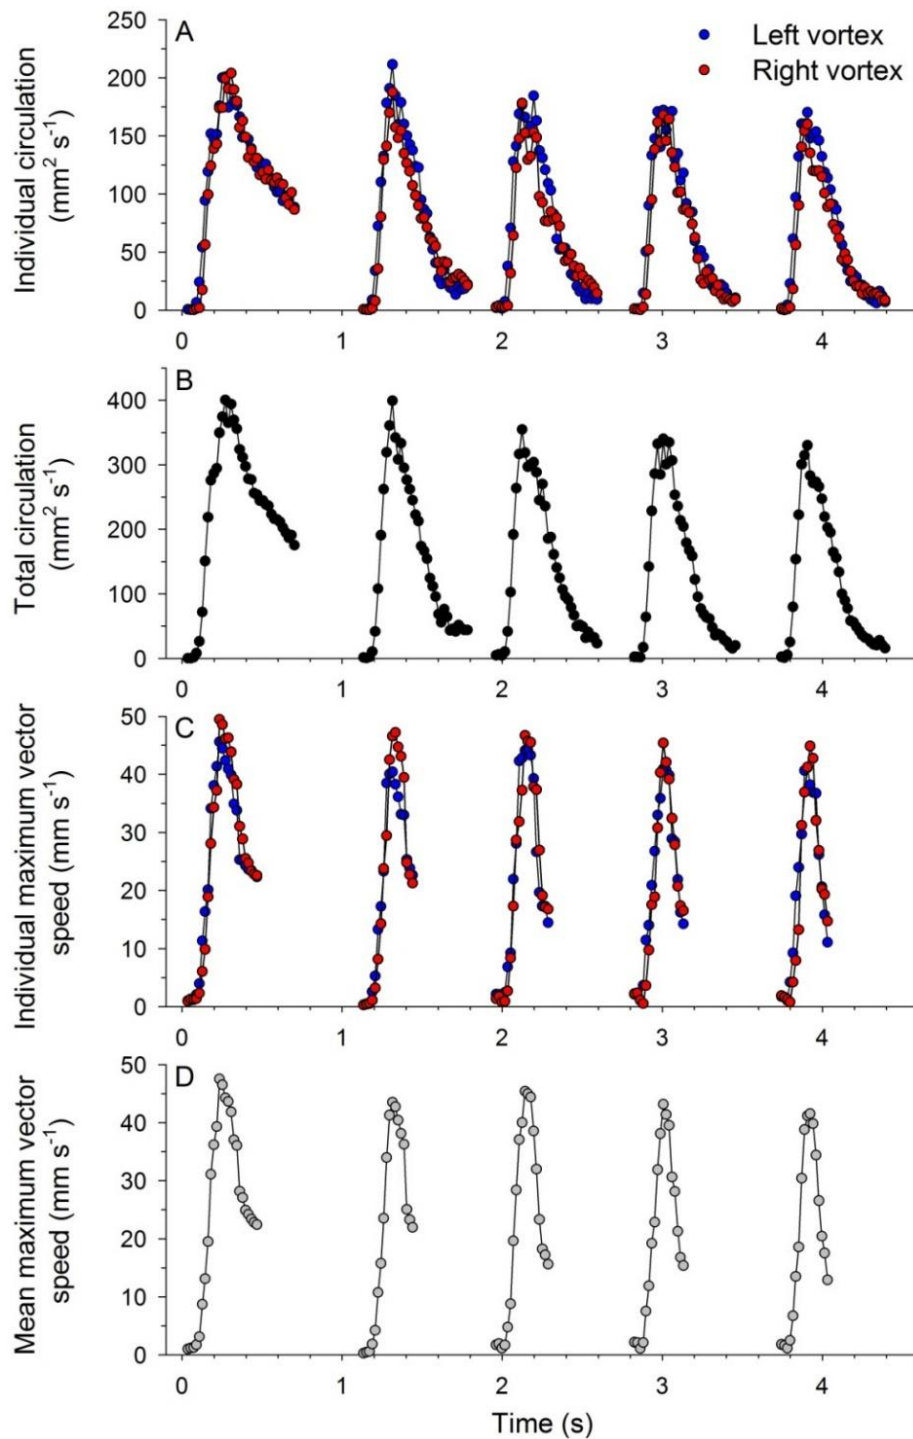 A
Left vortex
Right vortex
Individual circulation
(mm² s⁻¹)
250
200
150
100
50
0
0 1 2 3 4
B
Total circulation
(mm² s⁻¹)
400
300
200
100
0
0 1 2 3 4
C
Individual maximum vector
speed (mm s⁻¹)
50
40
30
20
10
0
0 1 2 3 4
D
Mean maximum vector
speed (mm s⁻¹)
50
40
30
20
10
0
0 1 2 3 4
Time (s)